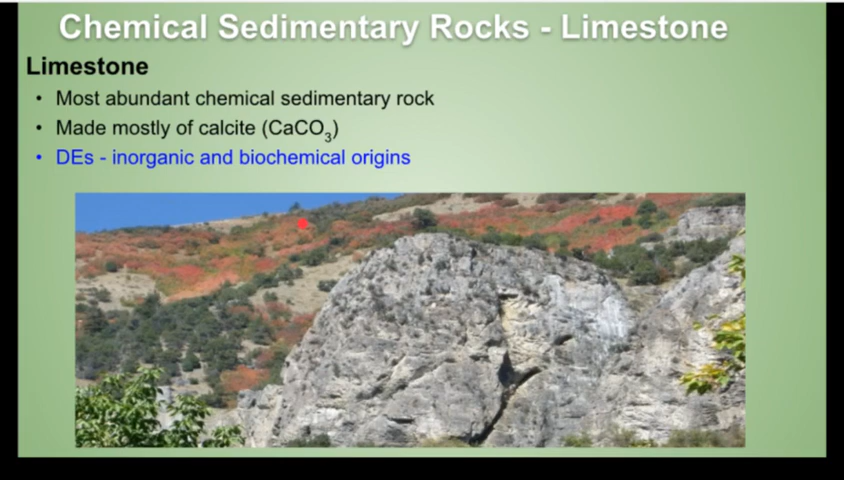 Chemical Sedimentary Rocks - Limestone
Limestone
• Most abundant chemical sedimentary rock
• Made mostly of calcite (CaCO3)
• DEs - inorganic and biochemical origins